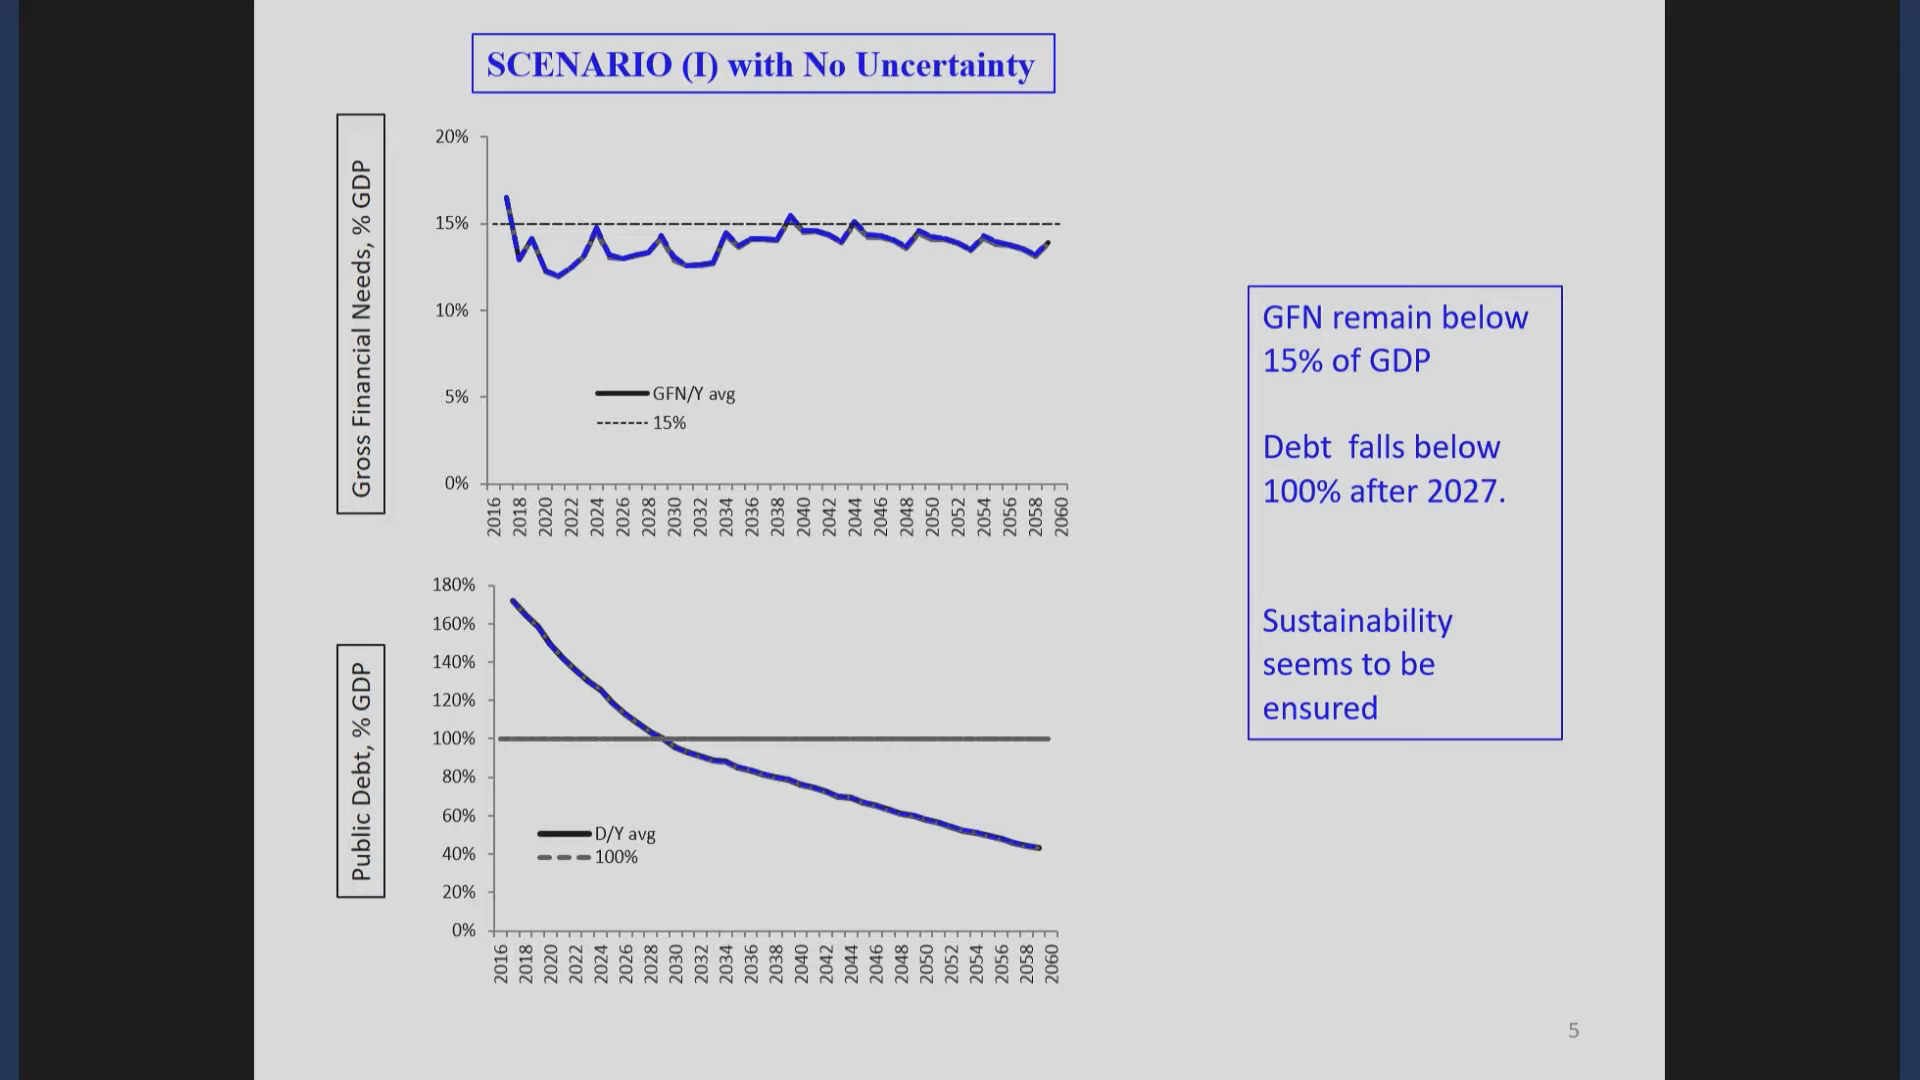 SCENARIO (I) with No Uncertainty
Gross Financial Needs, % GDP
20%
15%
10%
5%
0%
GFN/Y avg
15%
2016 2018 2020 2022 2024 2026 2028 2030 2032 2034 2036 2038 2040 2042 2044 2046 2048 2050 2052 2054 2056 2058 2060
Public Debt, % GDP
180%
160%
140%
120%
100%
80%
60%
40%
20%
0%
D/Y avg
100%
2016 2018 2020 2022 2024 2026 2028 2030 2032 2034 2036 2038 2040 2042 2044 2046 2048 2050 2052 2054 2056 2058 2060
GFN remain below
15% of GDP
Debt falls below
100% after 2027.
Sustainability
seems to be
ensured
5